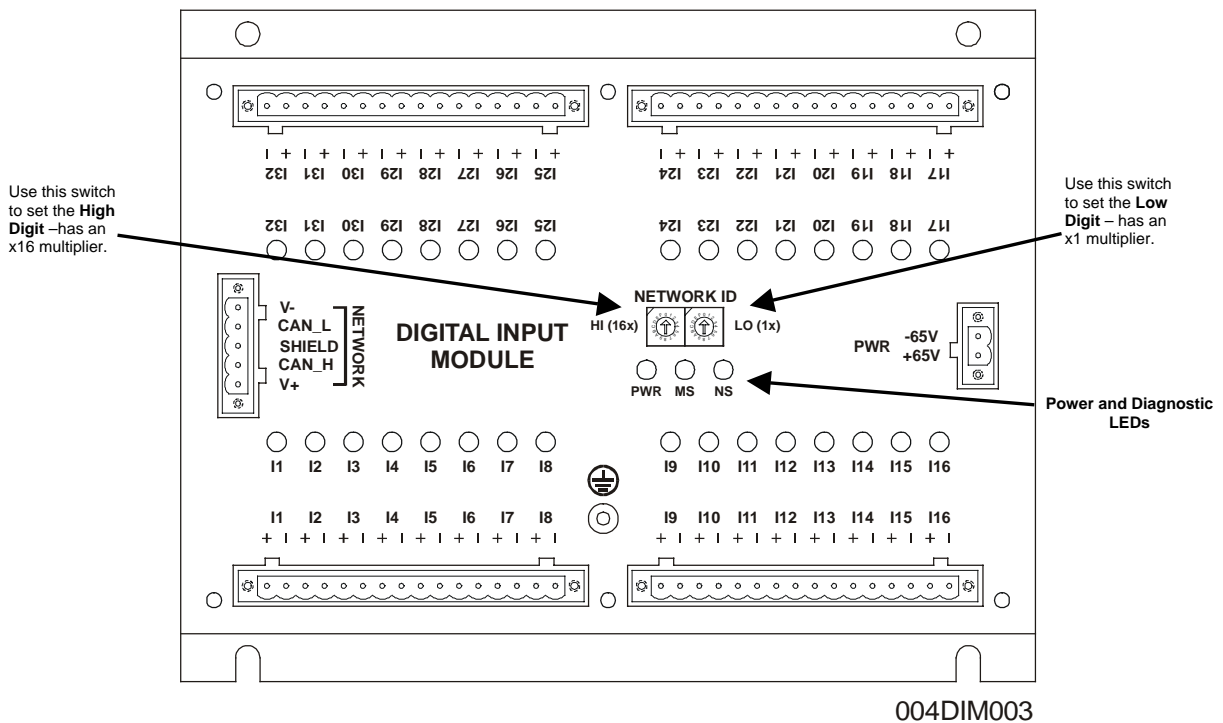 I - + I - + I - + I - + I - + I - + I - + I - +
I32 I31 I30 I29 I28 I27 I26 I25
I24 I23 I22 I21 I20 I19 I18 I17
I32 I31 I30 I29 I28 I27 I26 I25
I24 I23 I22 I21 I20 I19 I18 I17
Use this switch
to set the High
Digit –has an
x16 multiplier.
Use this switch
to set the Low
Digit – has an
x1 multiplier.
NETWORK ID
HI (16x)
LO (1x)
V-
CAN_L
SHIELD
CAN_H
V+
NETWORK
DIGITAL INPUT
MODULE
PWR
-65V
+65V
PWR MS NS
Power and Diagnostic
LEDs
I1 I2 I3 I4 I5 I6 I7 I8
I9 I10 I11 I12 I13 I14 I15 I16
I1 I2 I3 I4 I5 I6 I7 I8
I9 I10 I11 I12 I13 I14 I15 I16
004DIM003